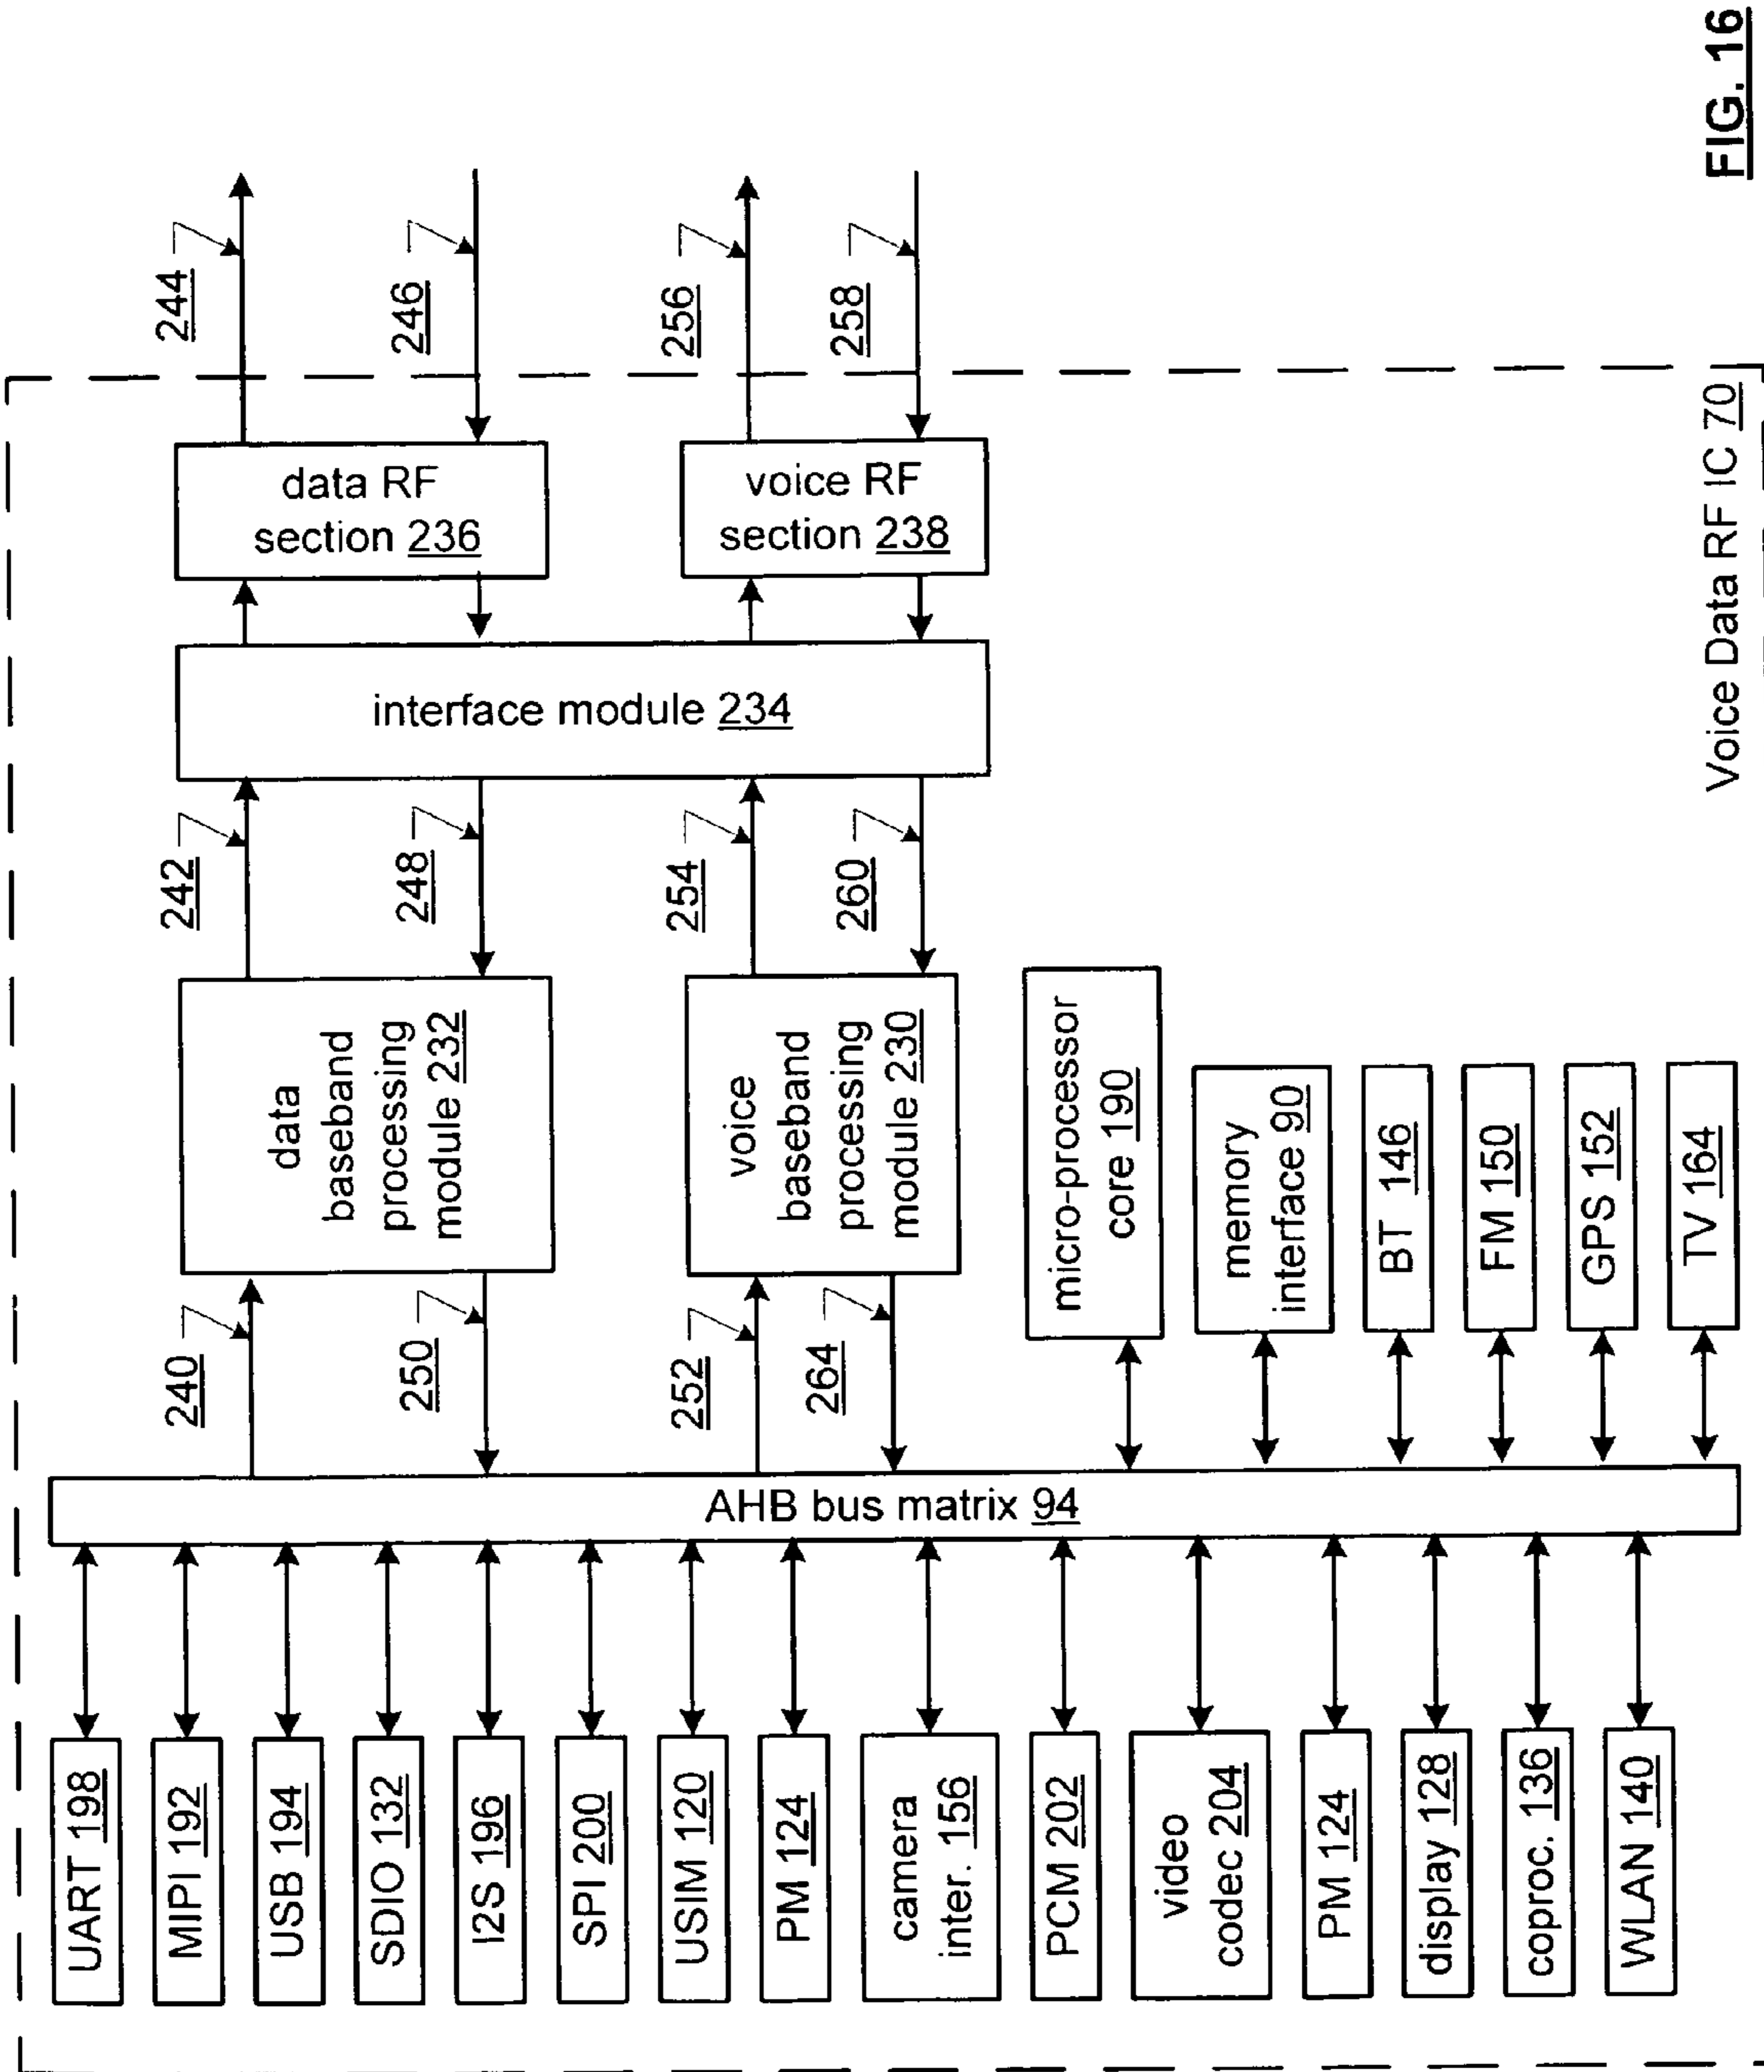 UART 198
MIPI 192
USB 194
SDIO 132
I2S 196
SPI 200
USIM 120
PM 124
camera
inter. 156
PCM 202
video
codec 204
PM 124
display 128
coproc. 136
WLAN 140
AHB bus matrix 94
240
250
252
264
data
baseband
processing
module 232
voice
baseband
processing
module 230
micro-processor
core 190
memory
interface 90
BT 146
FM 150
GPS 152
TV 164
242
248
254
260
interface module 234
data RF
section 236
voice RF
section 238
244
246
256
258
Voice Data RF IC 70
FIG. 16